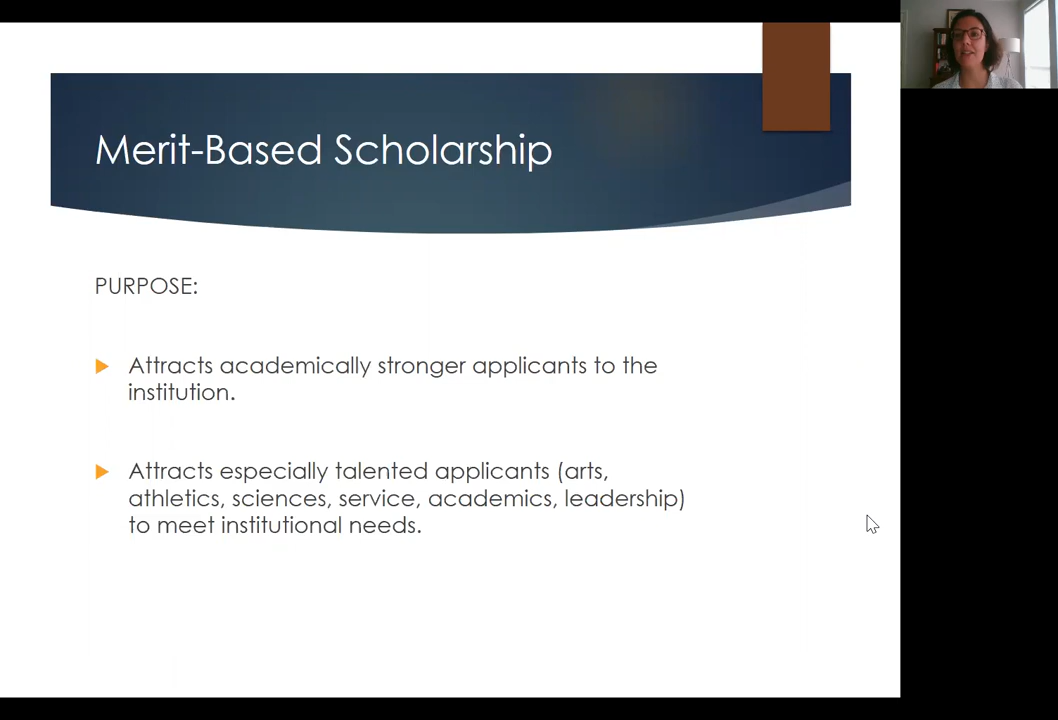 Merit-Based Scholarship
PURPOSE:
Attracts academically stronger applicants to the
institution.
Attracts especially talented applicants (arts,
athletics, sciences, service, academics, leadership)
to meet institutional needs.